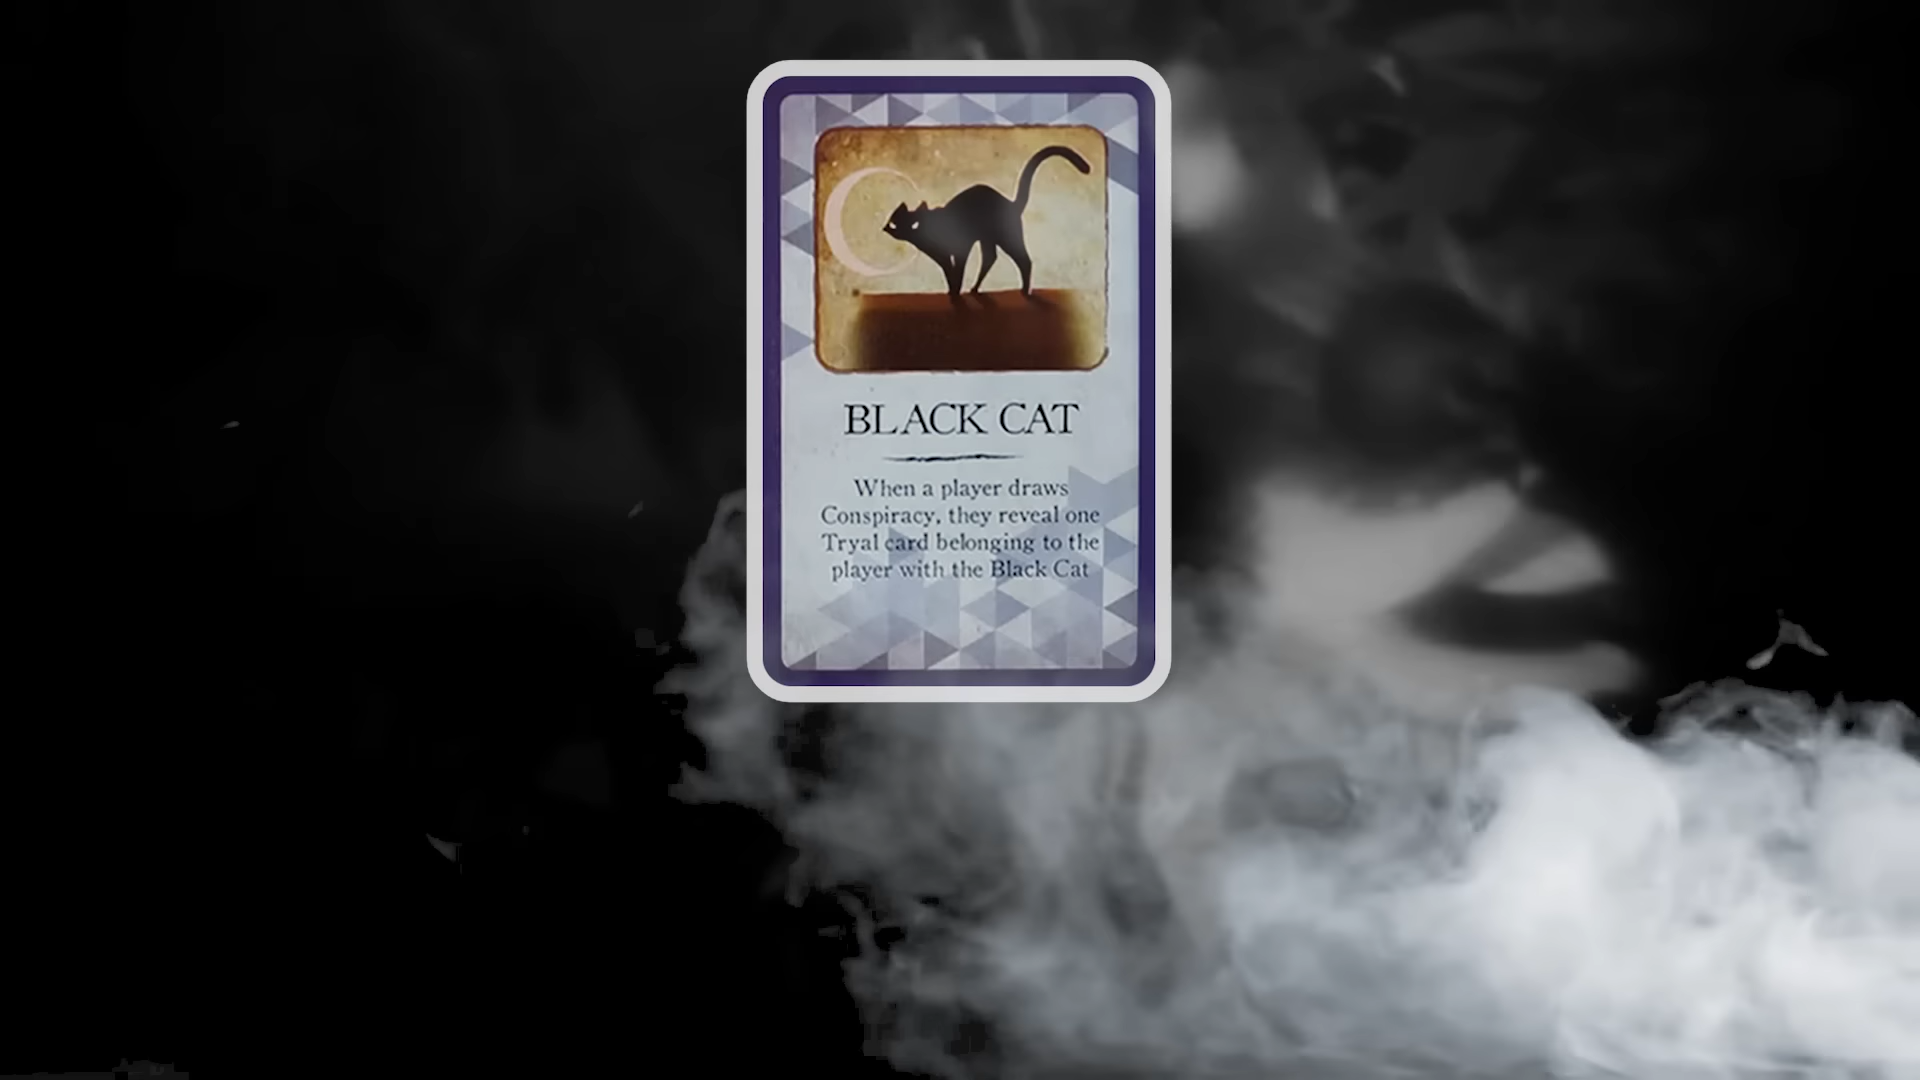 BLACK CAT
When a player draws
Conspiracy, they reveal one
Tryal card belonging to the
player with the Black Cat